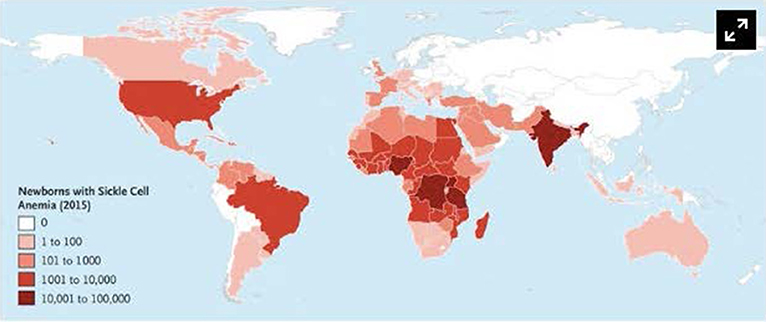 Newborns with Sickle Cell
Anemia (2015)
0
1 to 100
101 to 1000
1001 to 10,000
10,001 to 100,000